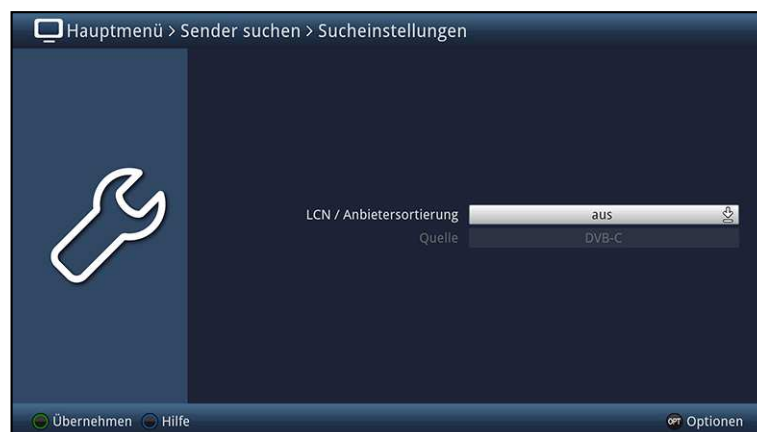 Hauptmenü > Sender suchen > Sucheinstellungen
LCN / Anbietersortierung aus
Quelle DVB-C
Übernehmen Hilfe OPT Optionen